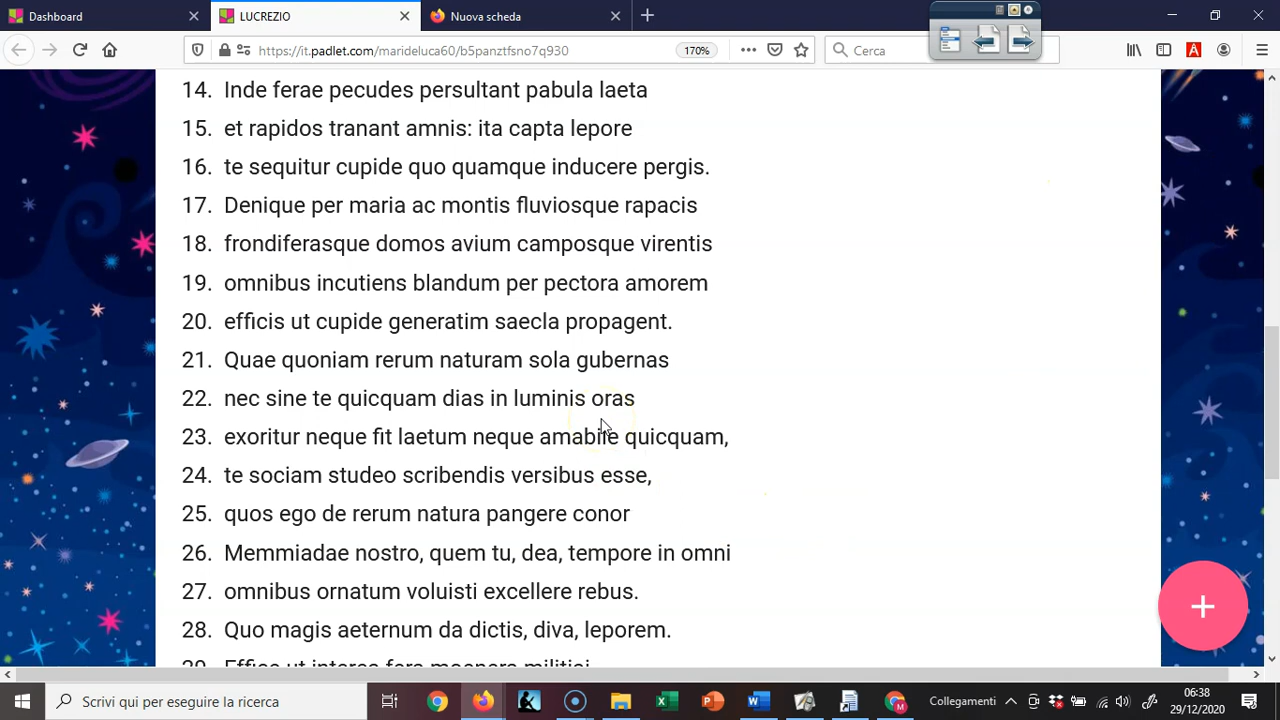 Dashboard
LUCREZIO
Nuova scheda
https://it.padlet.com/marideluca60/b5panztfsno7q930
170%
Cerca
14. Inde ferae pecudes persultant pabula laeta
15. et rapidos tranant amnis: ita capta lepore
16. te sequitur cupide quo quamque inducere pergis.
17. Denique per maria ac montis fluviosque rapacis
18. frondiferasque domos avium camposque virentis
19. omnibus incutiens blandum per pectora amorem
20. efficis ut cupide generatim saecla propagent.
21. Quae quoniam rerum naturam sola gubernas
22. nec sine te quicquam dias in luminis oras
23. exoritur neque fit laetum neque amabile quicquam,
24. te sociam studeo scribendis versibus esse,
25. quos ego de rerum natura pangere conor
26. Memmiadae nostro, quem tu, dea, tempore in omni
27. omnibus ornatum voluisti excellere rebus.
28. Quo magis aeternum da dictis, diva, leporem.
29. Effice ut interea fera moenera militiai
Scrivi qui per eseguire la ricerca
Collegamenti
06:38
29/12/2020